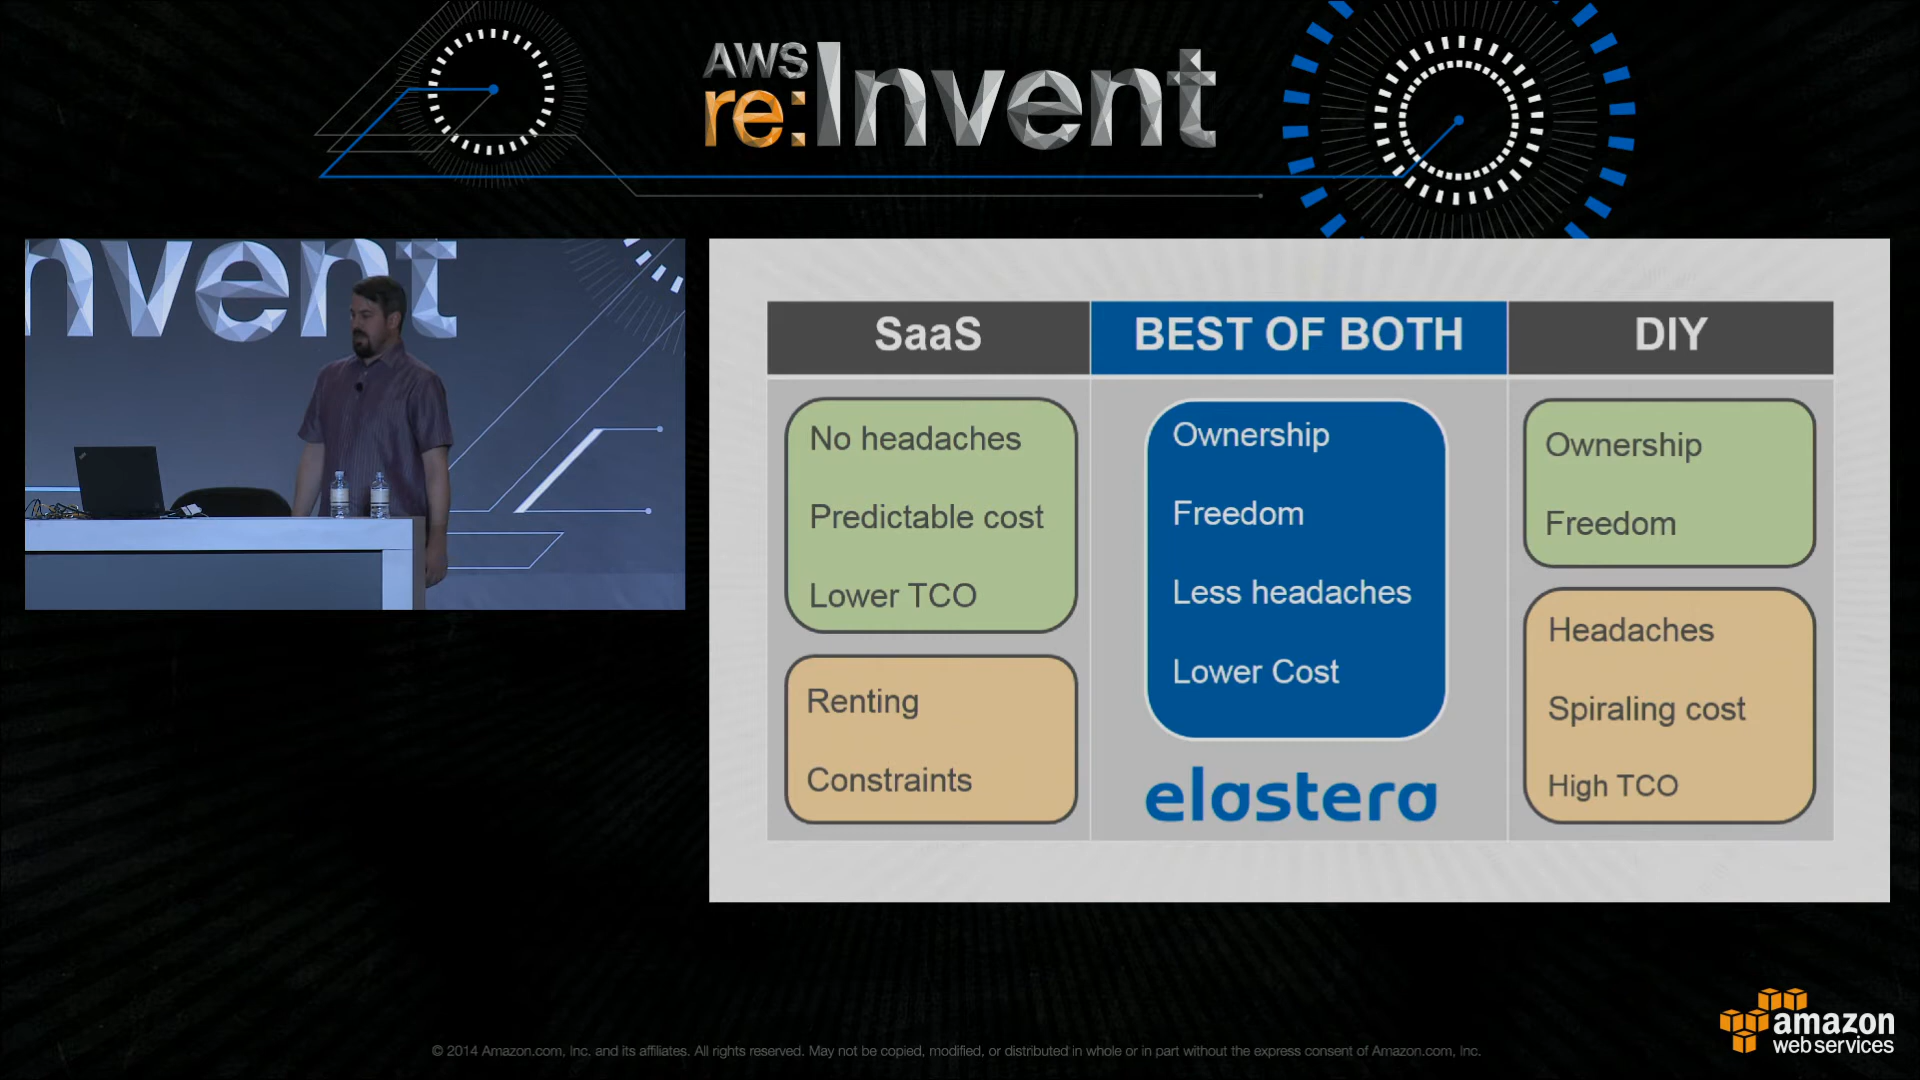 AWS
re:Invent
nvent
SaaS
BEST OF BOTH
DIY
No headaches
Predictable cost
Lower TCO
Renting
Constraints
Ownership
Freedom
Less headaches
Lower Cost
elastera
Ownership
Freedom
Headaches
Spiraling cost
High TCO
amazon
web services
© 2014 Amazon.com, Inc. and its affiliates. All rights reserved. May not be copied, modified, or distributed in whole or in part without the express consent of Amazon.com, Inc.